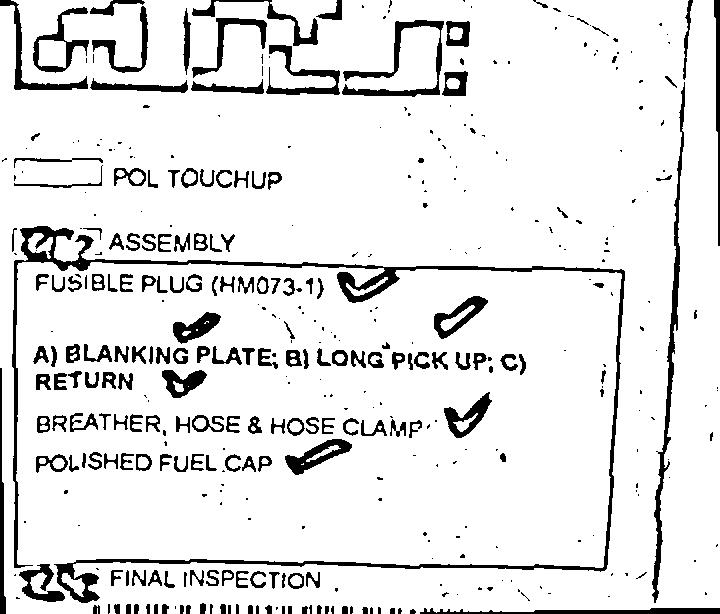 POL TOUCHUP
ASSEMBLY
FUSIBLE PLUG (HM073-1)
A) BLANKING PLATE; B) LONG PICK UP; C)
RETURN
BREATHER, HOSE & HOSE CLAMP
POLISHED FUEL CAP
FINAL INSPECTION